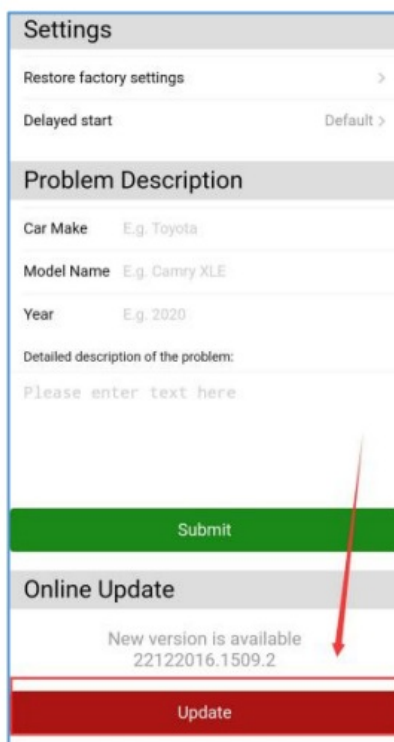 Settings
Restore factory settings >
Delayed start Default >
Problem Description
Car Make E.g. Toyota
Model Name E.g. Camry XLE
Year E.g. 2020
Detailed description of the problem:
Please enter text here
Submit
Online Update
New version is available
22122016.1509.2
Update